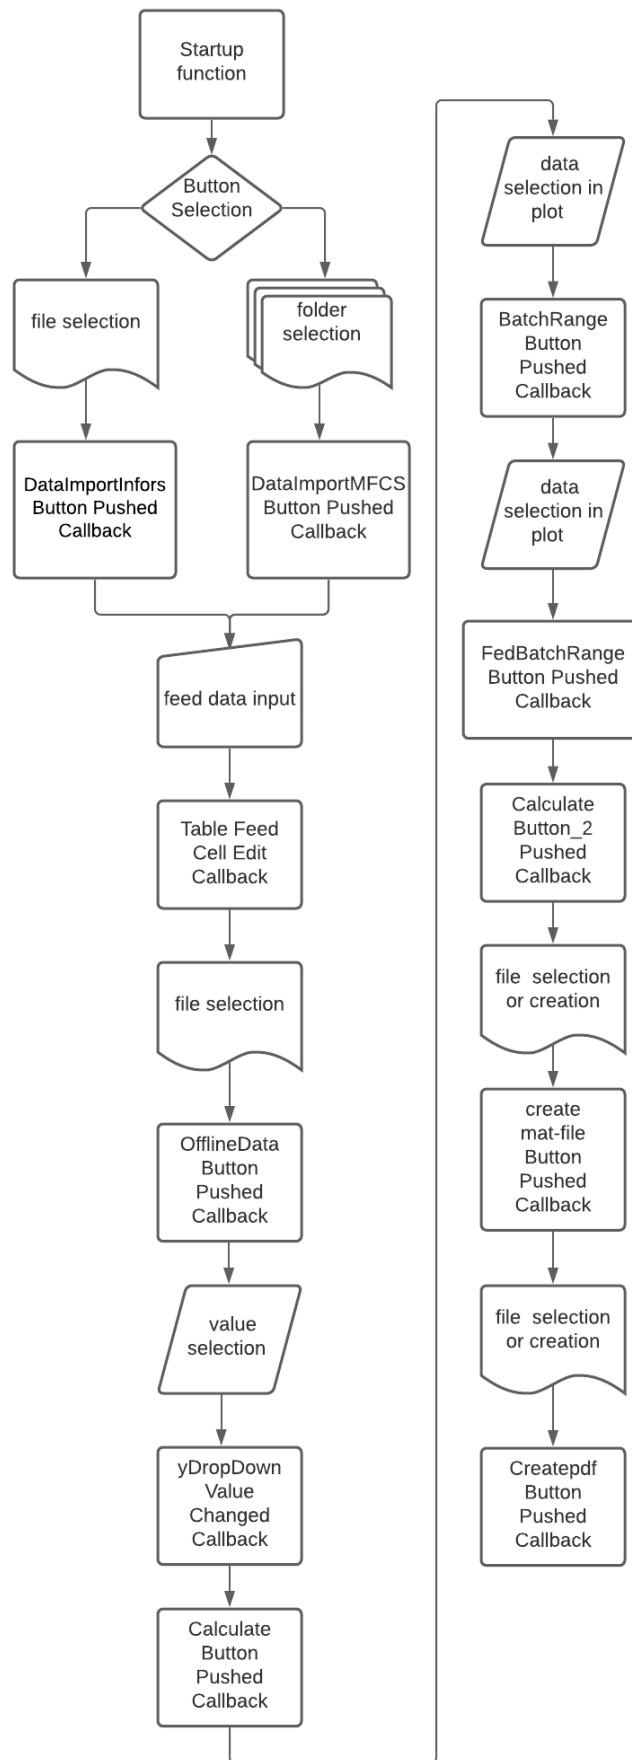 Startup
function
Button
Selection
file selection
folder
selection
DataImportInfors
Button Pushed
Callback
DataImportMFCS
Button Pushed
Callback
feed data input
Table Feed
Cell Edit
Callback
file selection
OfflineData
Button
Pushed
Callback
value
selection
yDropDown
Value
Changed
Callback
Calculate
Button
Pushed
Callback
data
selection in
plot
BatchRange
Button
Pushed
Callback
data
selection in
plot
FedBatchRange
Button Pushed
Callback
Calculate
Button_2
Pushed
Callback
file selection
or creation
create
mat-file
Button
Pushed
Callback
file selection
or creation
Createpdf
Button
Pushed
Callback